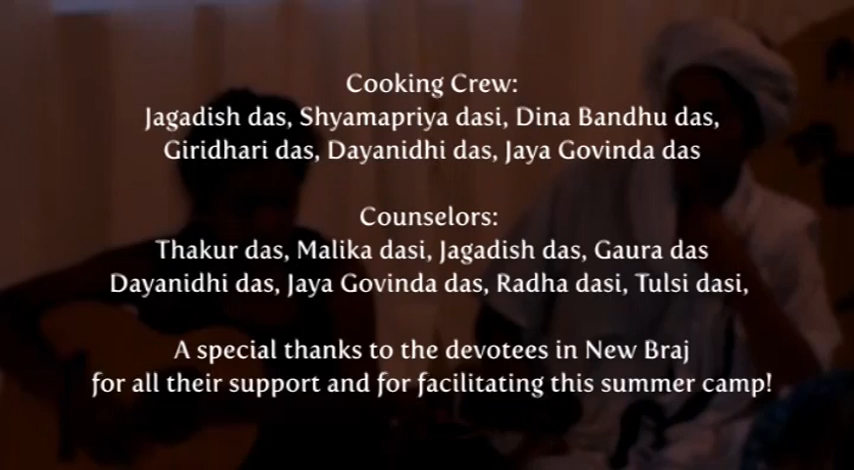 Cooking Crew:
Jagadish das, Shyamapriya dasi, Dina Bandhu das,
Giridhari das, Dayanidhi das, Jaya Govinda das
Counselors:
Thakur das, Malika dasi, Jagadish das, Gaura das
Dayanidhi das, Jaya Govinda das, Radha dasi, Tulsi dasi,
A special thanks to the devotees in New Braj
for all their support and for facilitating this summer camp!